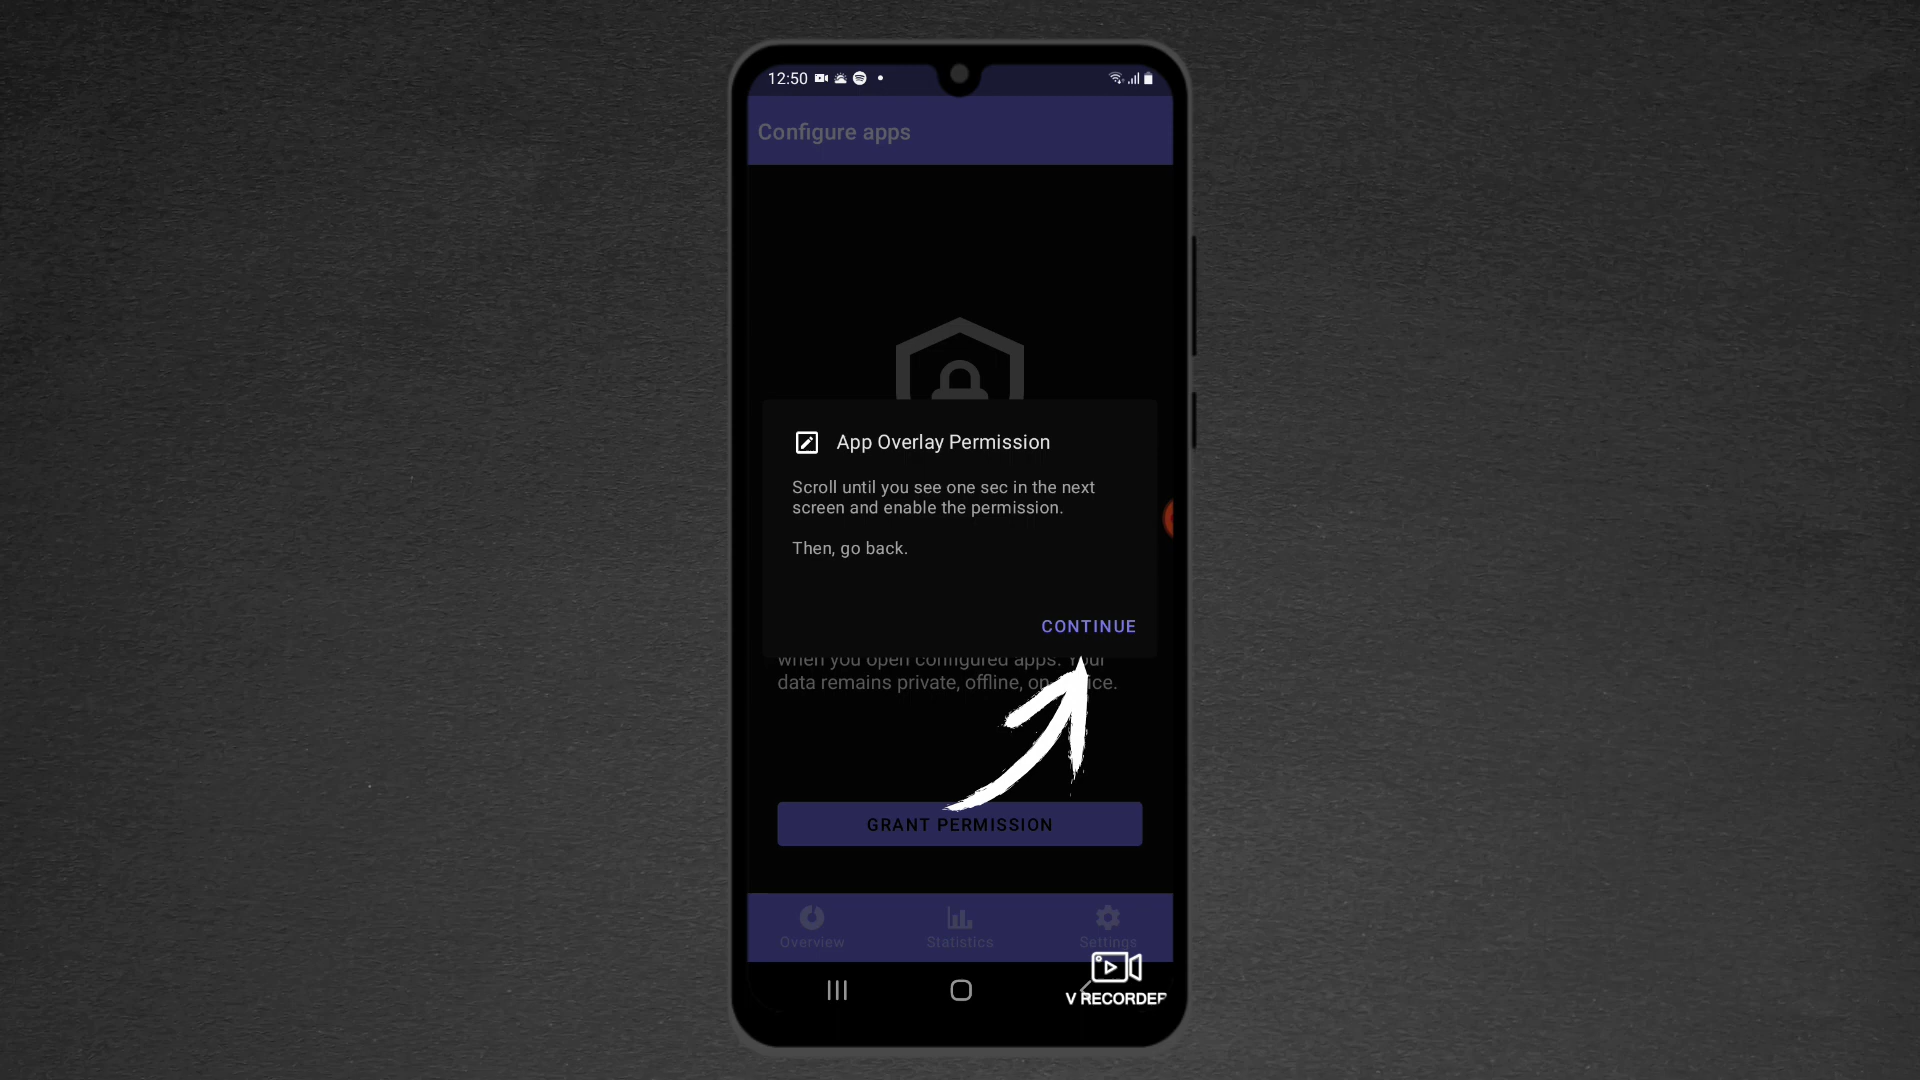 12:50
Configure apps
App Overlay Permission
Scroll until you see one sec in the next
screen and enable the permission.
Then, go back.
CONTINUE
when you open configured apps. Your
data remains private, offline, on
GRANT PERMISSION
Overview
Statistics
Settings
V RECORDER